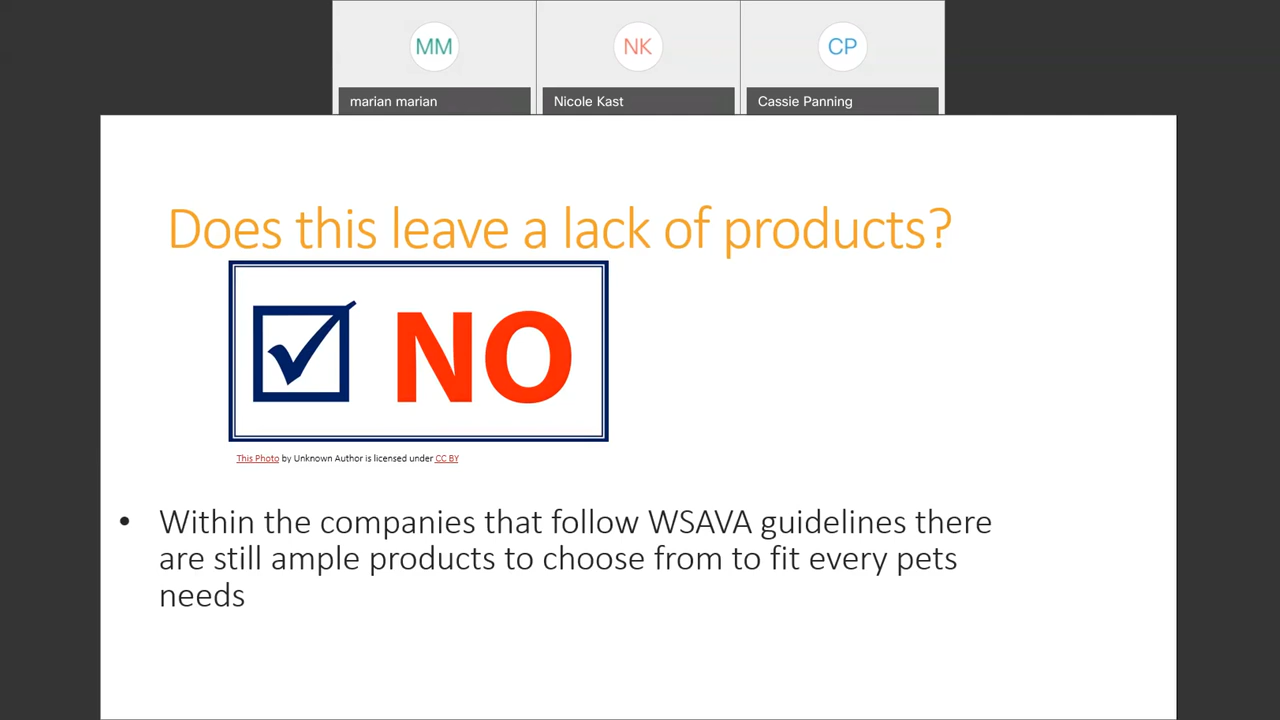 MM
NK
CP
marian marian
Nicole Kast
Cassie Panning
Does this leave a lack of products?
NO
This Photo by Unknown Author is licensed under CC BY
• Within the companies that follow WSAVA guidelines there
are still ample products to choose from to fit every pets
needs